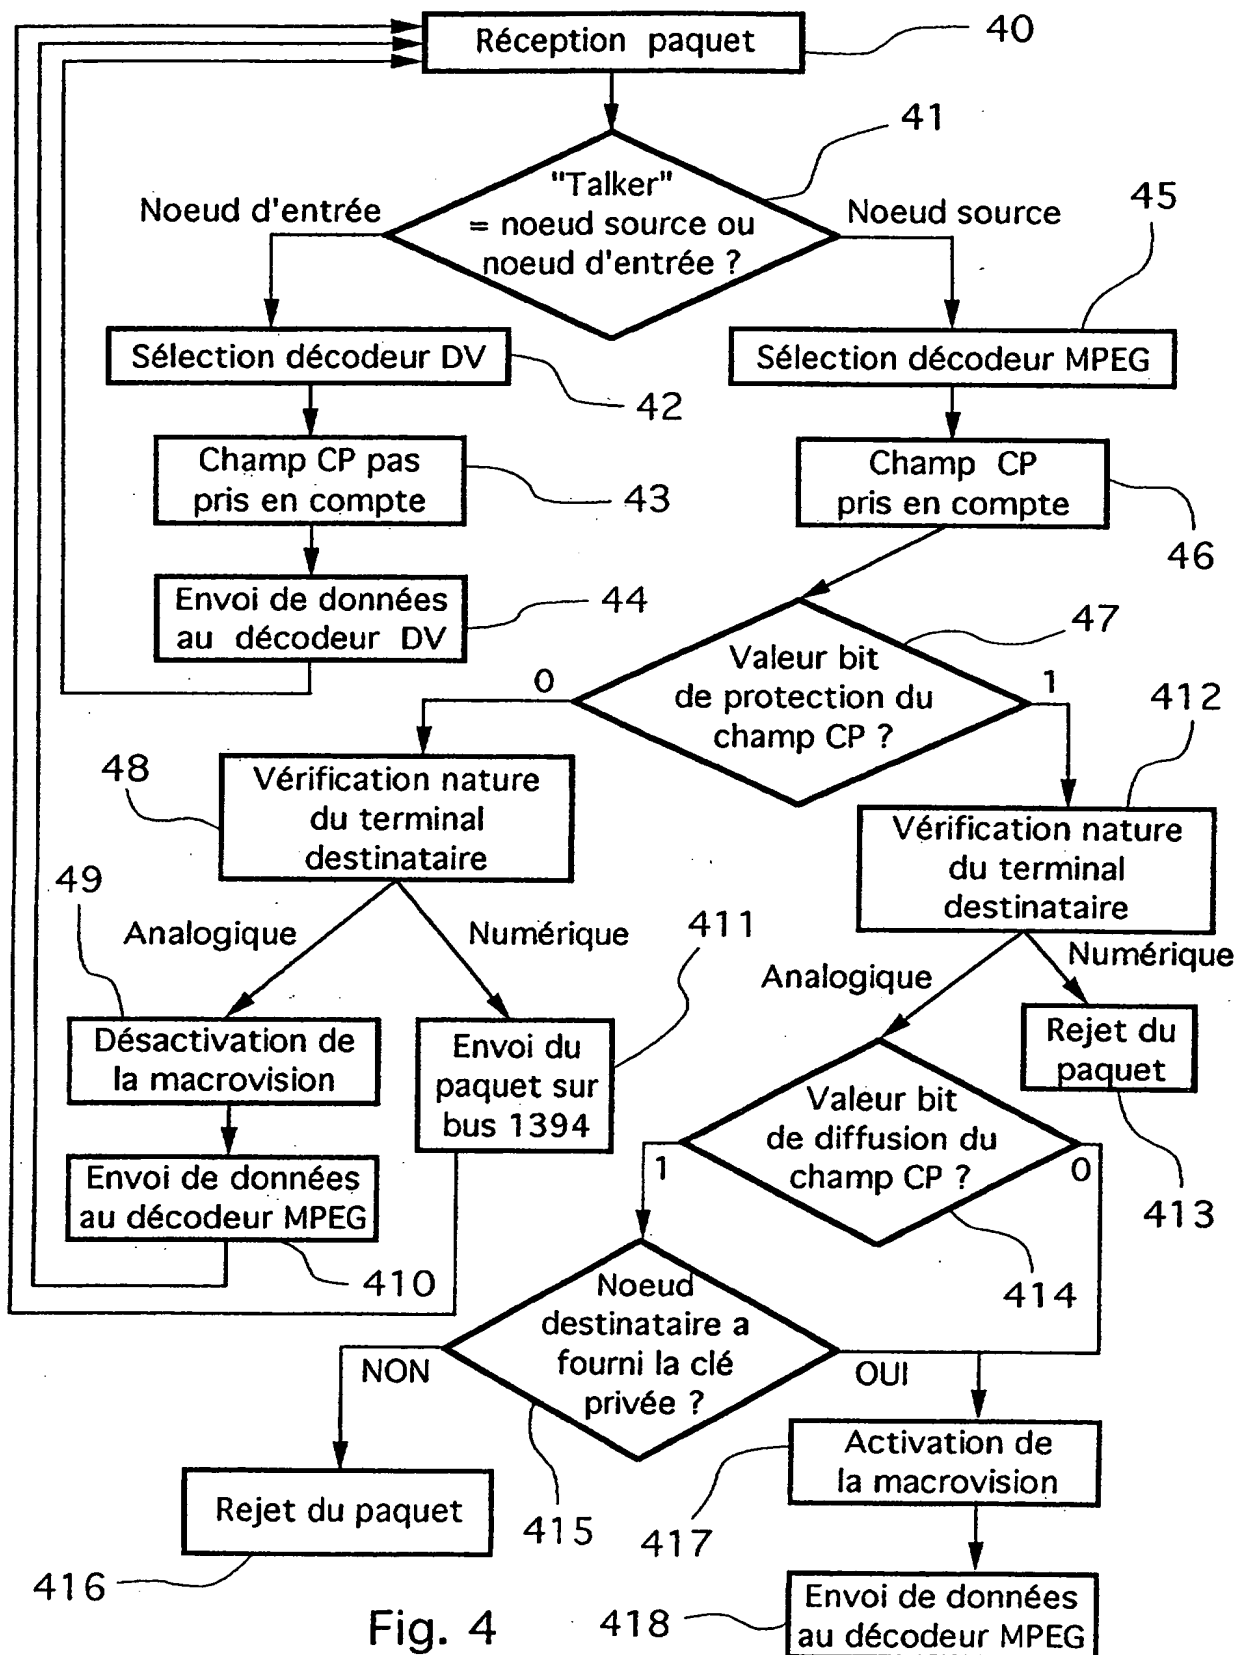 Réception paquet
40
41
"Talker"
= noeud source ou
noeud d'entrée ?
Noeud d'entrée
Noeud source
45
Sélection décodeur DV
42
Sélection décodeur MPEG
Champ CP pas
pris en compte
43
Champ CP
pris en compte
46
Envoi de données
au décodeur DV
44
47
Valeur bit
de protection du
champ CP ?
0
1
412
48
Vérification nature
du terminal
destinataire
Vérification nature
du terminal
destinataire
49
Analogique
Numérique
411
Analogique
Numérique
Désactivation de
la macrovision
Envoi du
paquet sur
bus 1394
Rejet du
paquet
413
Valeur bit
de diffusion du
champ CP ?
1
0
414
Envoi de données
au décodeur MPEG
410
Noeud
destinataire a
fourni la clé
privée ?
NON
OUI
415
Activation de
la macrovision
417
Rejet du paquet
416
Envoi de données
au décodeur MPEG
418
Fig. 4